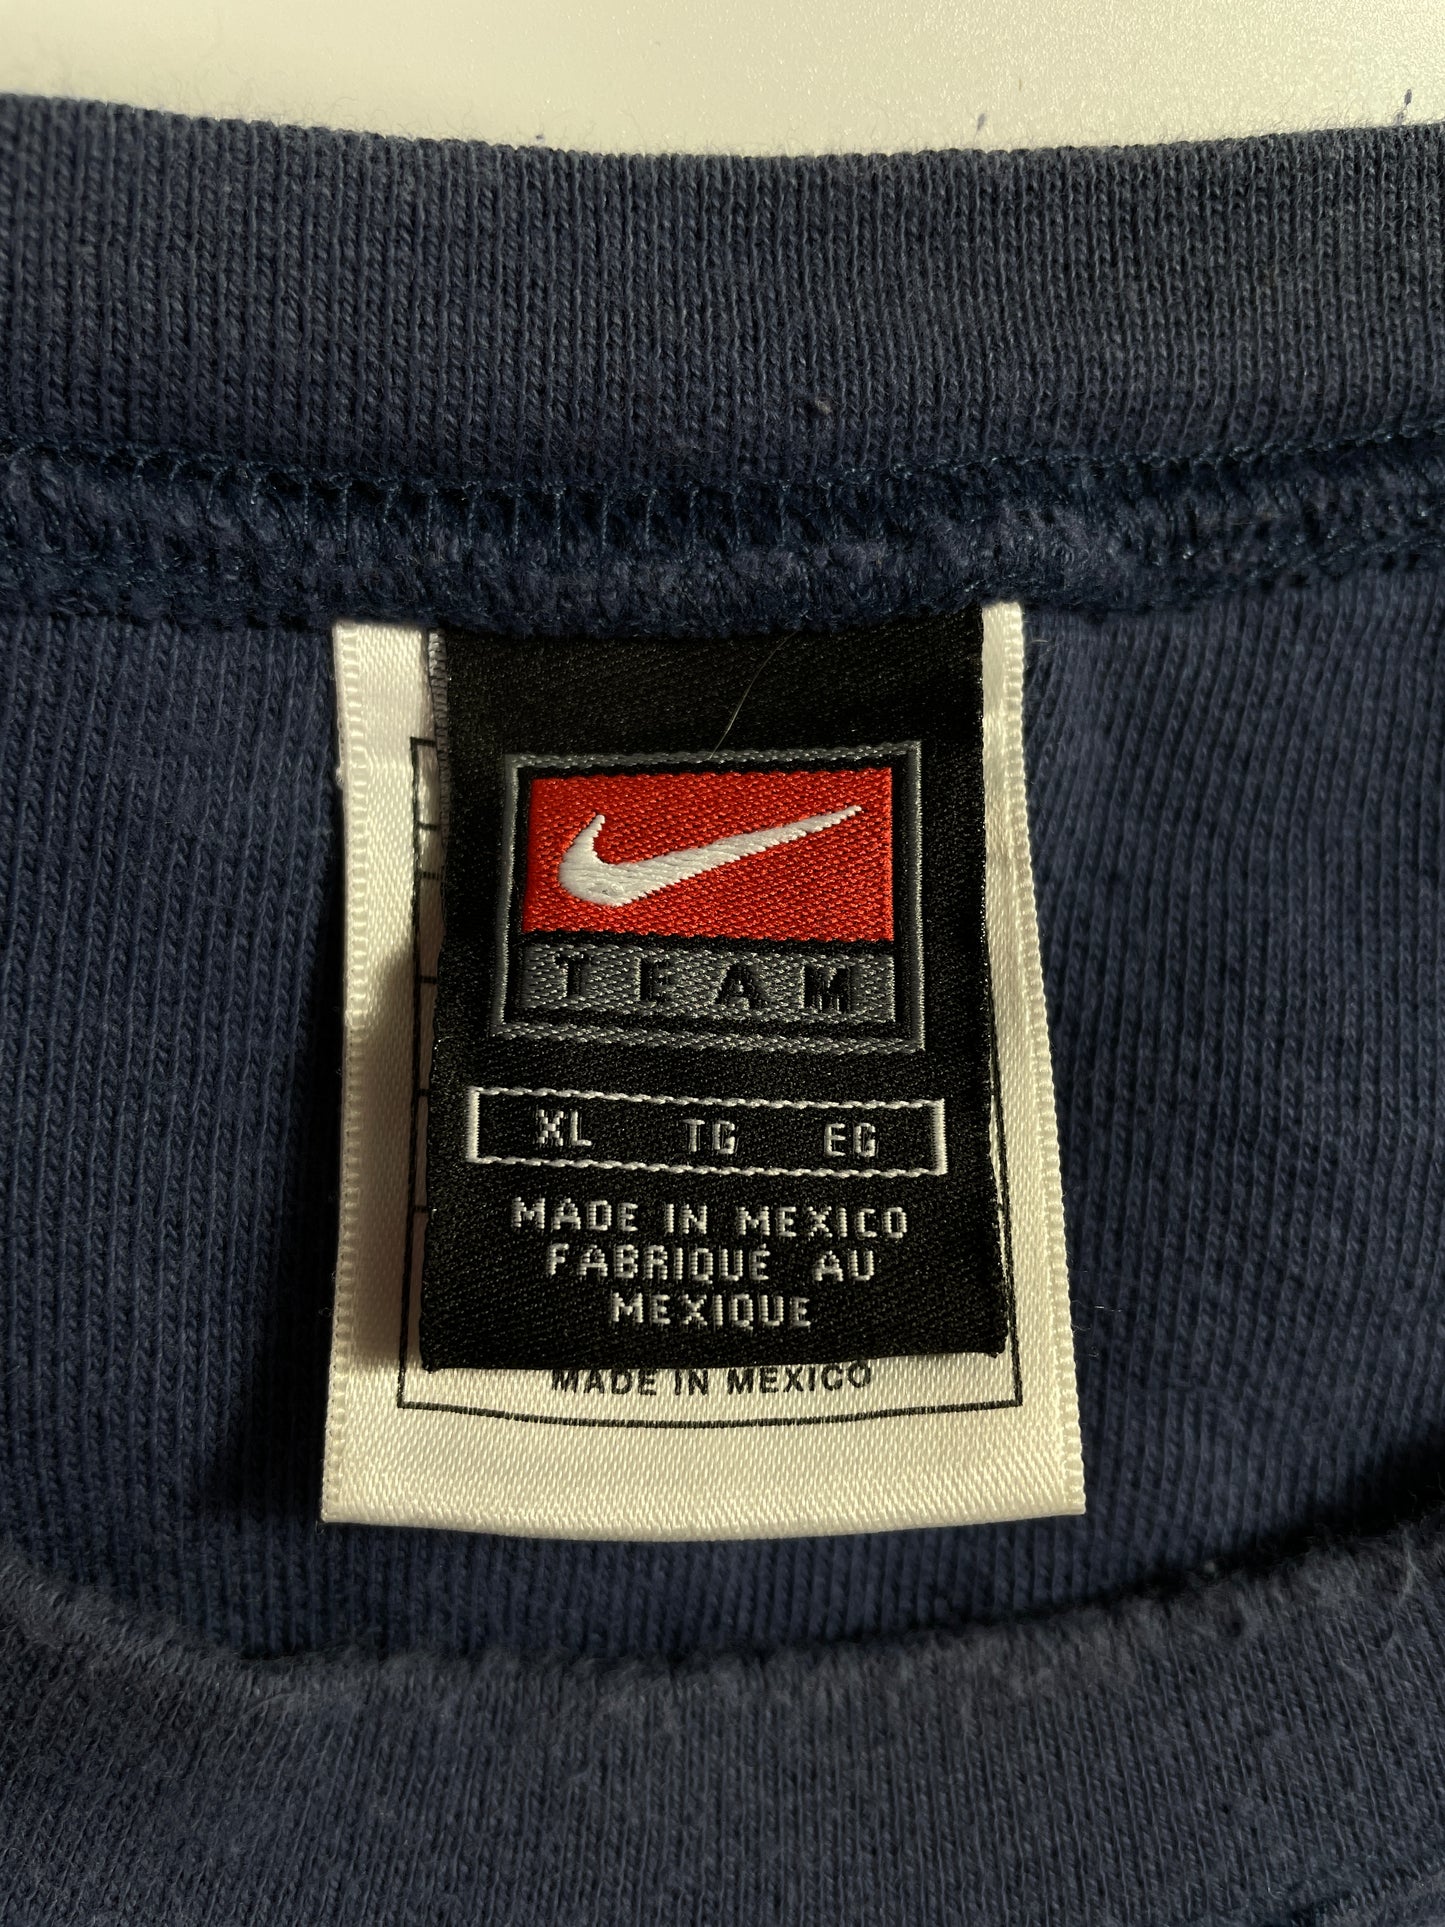 TEAM
XL TG EG
MADE IN MEXICO
FABRIQUÉ AU
MEXIQUE
MADE IN MEXICO